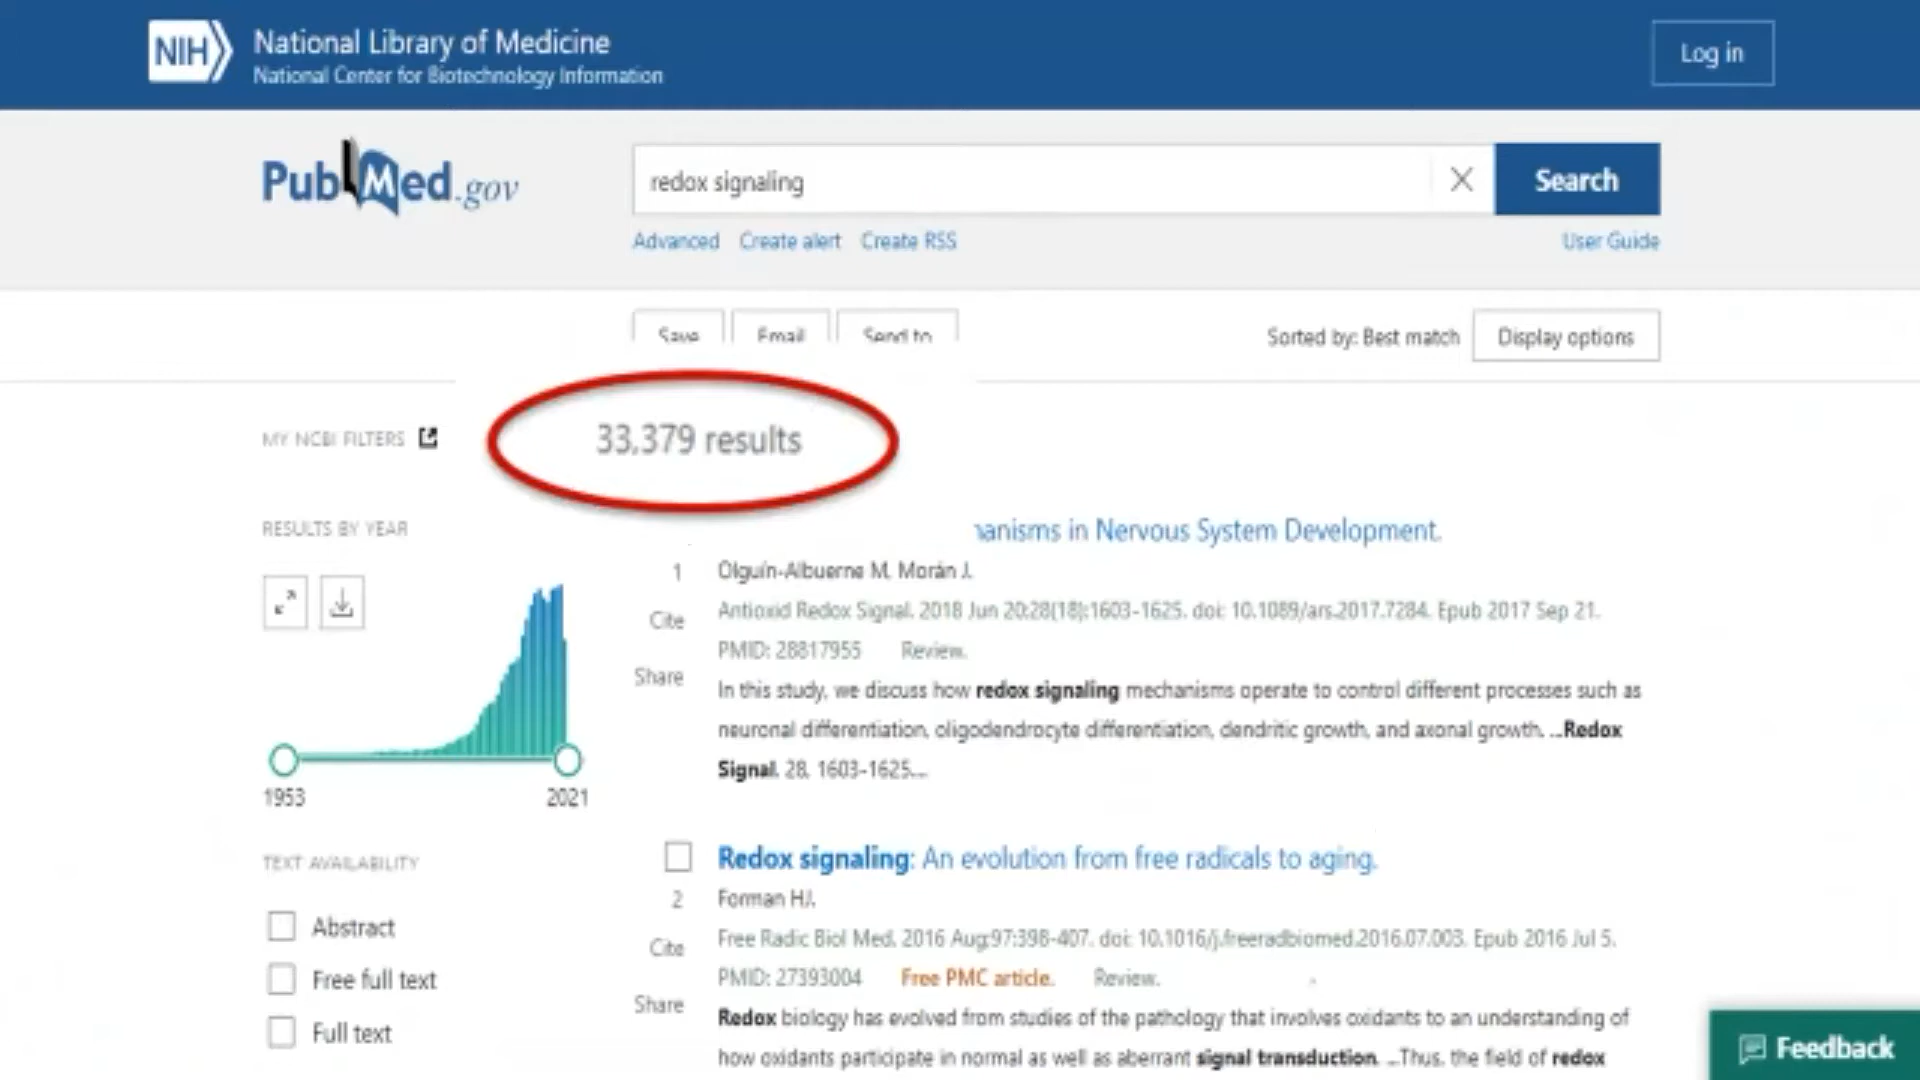 NIH
National Library of Medicine
National Center for Biotechnology Information
Log in
PubMed.gov
redox signaling
Search
Advanced Create alert Create RSS
User Guide
Save Email Send to
Sorted by: Best match
Display options
33,379 results
MY NCBI FILTERS
RESULTS BY YEAR
1953
2021
TEXT AVAILABILITY
Abstract
Free full text
Full text
in Nervous System Development.
1
Cite
Share
Olguín-Albuerne M, Morán J.
Antioxid Redox Signal. 2018 Jun 20;28(18):1603-1625. doi: 10.1089/ars.2017.7284. Epub 2017 Sep 21.
PMID: 28817955 Review.
In this study, we discuss how redox signaling mechanisms operate to control different processes such as
neuronal differentiation, oligodendrocyte differentiation, dendritic growth, and axonal growth. ...Redox
Signal. 28, 1603-1625....
Redox signaling: An evolution from free radicals to aging.
2
Cite
Share
Forman HJ.
Free Radic Biol Med. 2016 Aug;97:398-407. doi: 10.1016/j.freeradbiomed.2016.07.003. Epub 2016 Jul 5.
PMID: 27393004 Free PMC article. Review.
Redox biology has evolved from studies of the pathology that involves oxidants to an understanding of
how oxidants participate in normal as well as aberrant signal transduction. ...Thus, the field of redox
Feedback